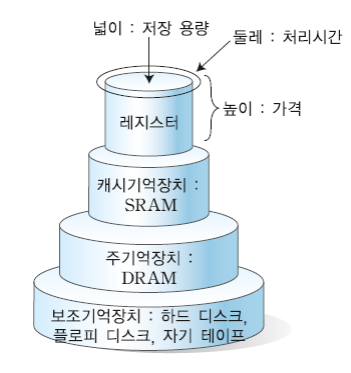 넓이 : 저장 용량
둘레 : 처리시간
높이 : 가격
레지스터
캐시기억장치 :
SRAM
주기억장치 :
DRAM
보조기억장치 : 하드 디스크,
플로피 디스크, 자기 테이프